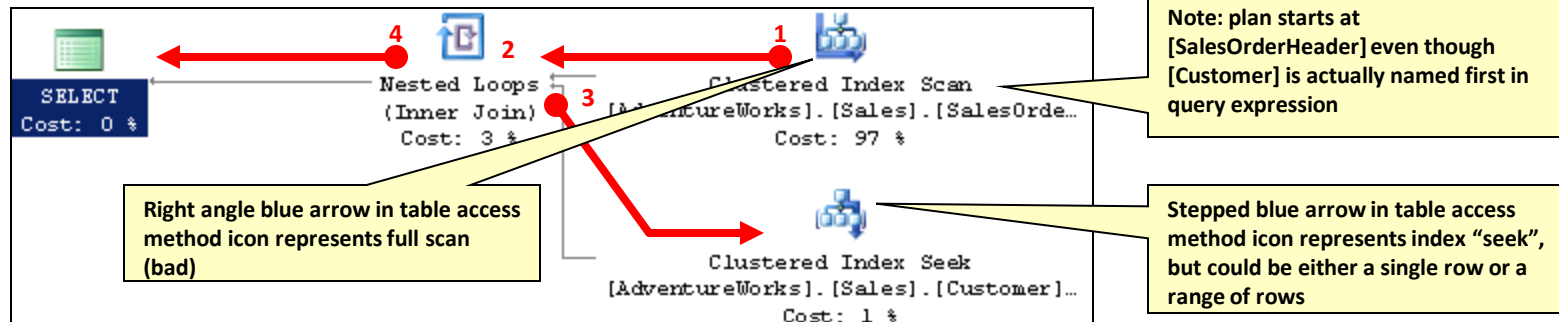 Note: plan starts at
[SalesOrderHeader] even though
[Customer] is actually named first in
query expression
4
2
1
SELECT
Cost: 0 %
Nested Loops
(Inner Join)
Cost: 3 %
3
Clustered Index Scan
[AdventureWorks].[Sales].[SalesOrde...
Cost: 97 %
Right angle blue arrow in table access
method icon represents full scan
(bad)
Clustered Index Seek
[AdventureWorks].[Sales].[Customer]...
Cost: 1 %
Stepped blue arrow in table access
method icon represents index “seek”,
but could be either a single row or a
range of rows